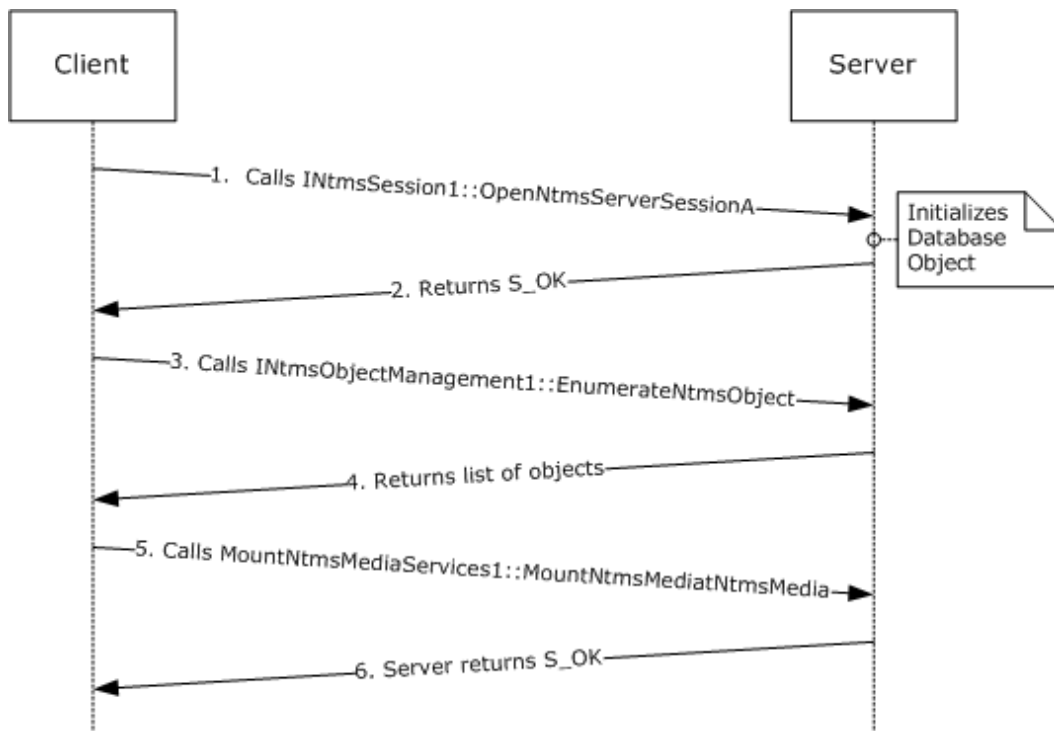 Client
Server
1. Calls INtmsSession1::OpenNtmsServerSessionA
Initializes
Database
Object
2. Returns S_OK
3. Calls INtmsObjectManagement1::EnumerateNtmsObject
4. Returns list of objects
5. Calls MountNtmsMediaServices1::MountNtmsMediatNtmsMedia
6. Server returns S_OK